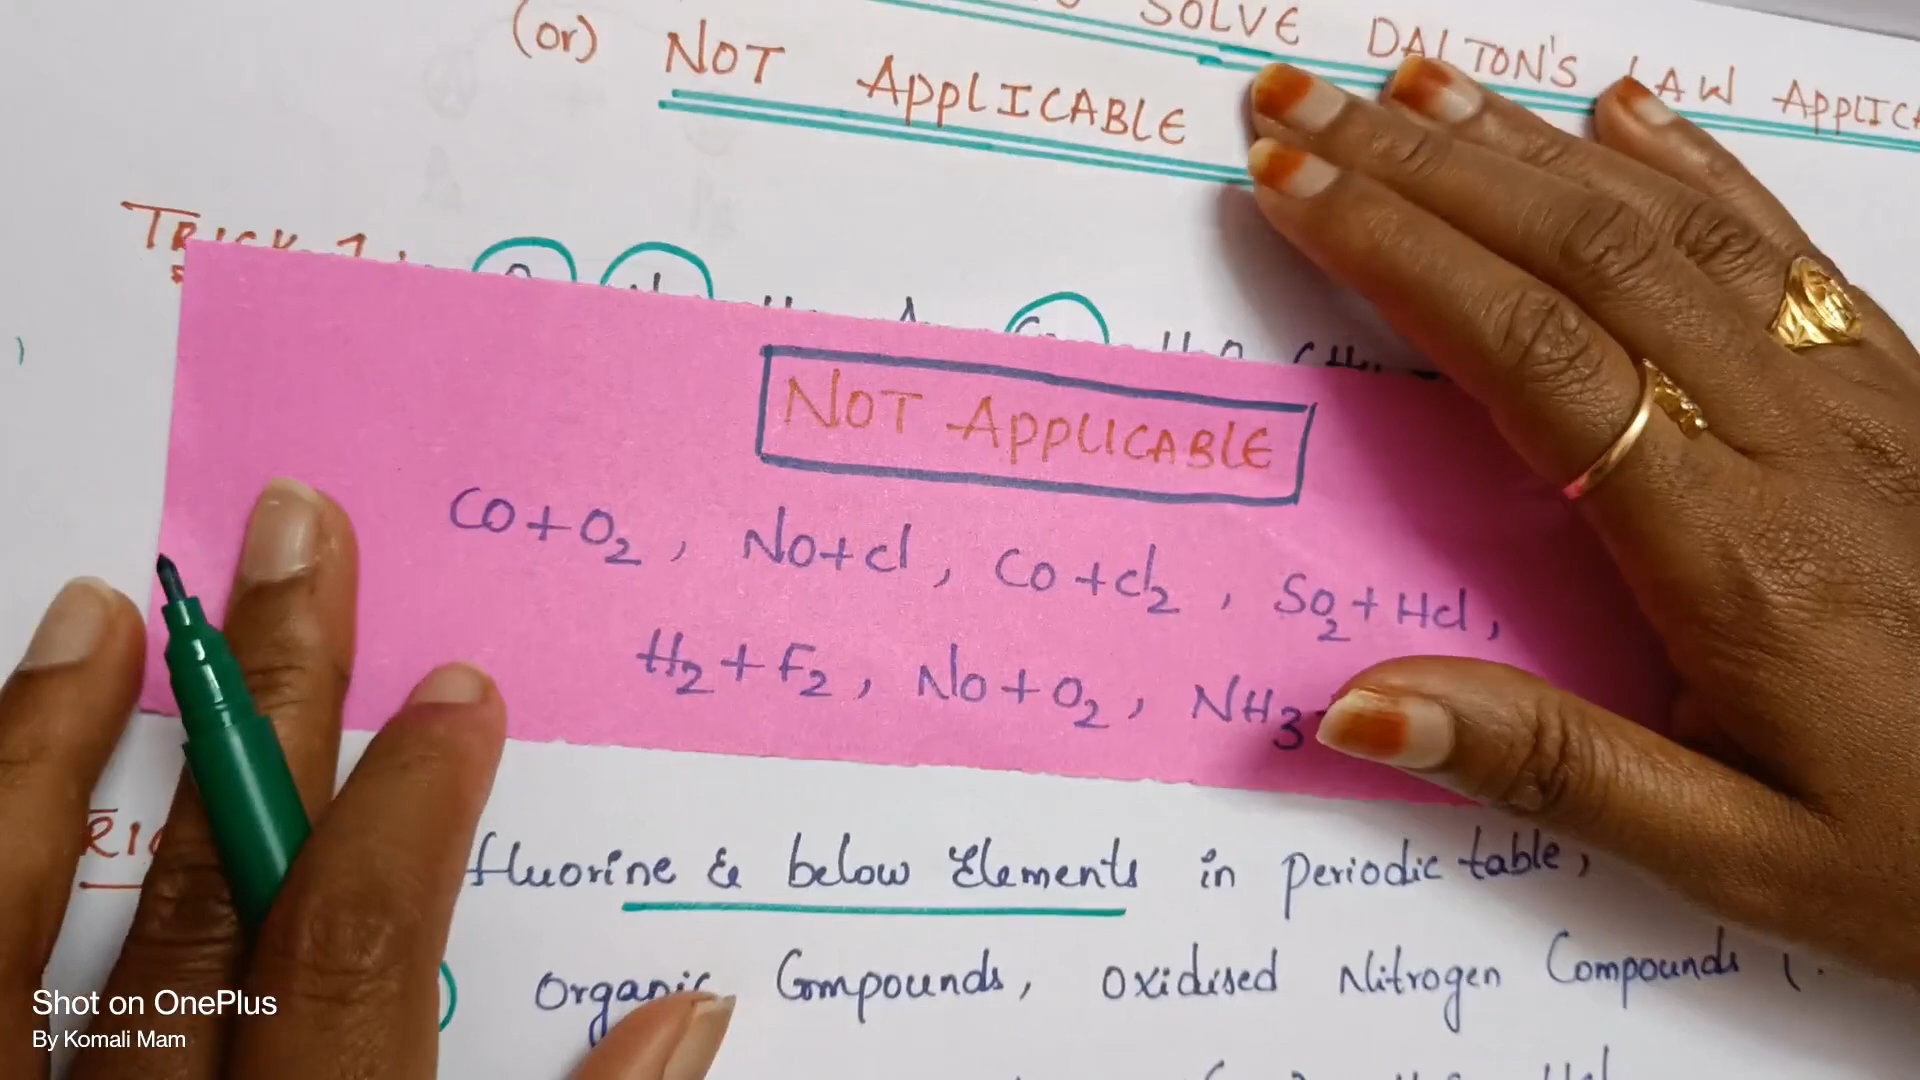 SOLVE DALTON'S LAW
(or) NOT APPLICABLE
TRICK-1:
NOT APPLICABLE
CO+O2, NO+cl, CO+cl2, SO2+Hcl,
H2+F2, NO+O2, NH3
fluorine & below Elements in periodic table,
Organic Compounds, Oxidised Nitrogen Compounds
Shot on OnePlus
By Komali Mam